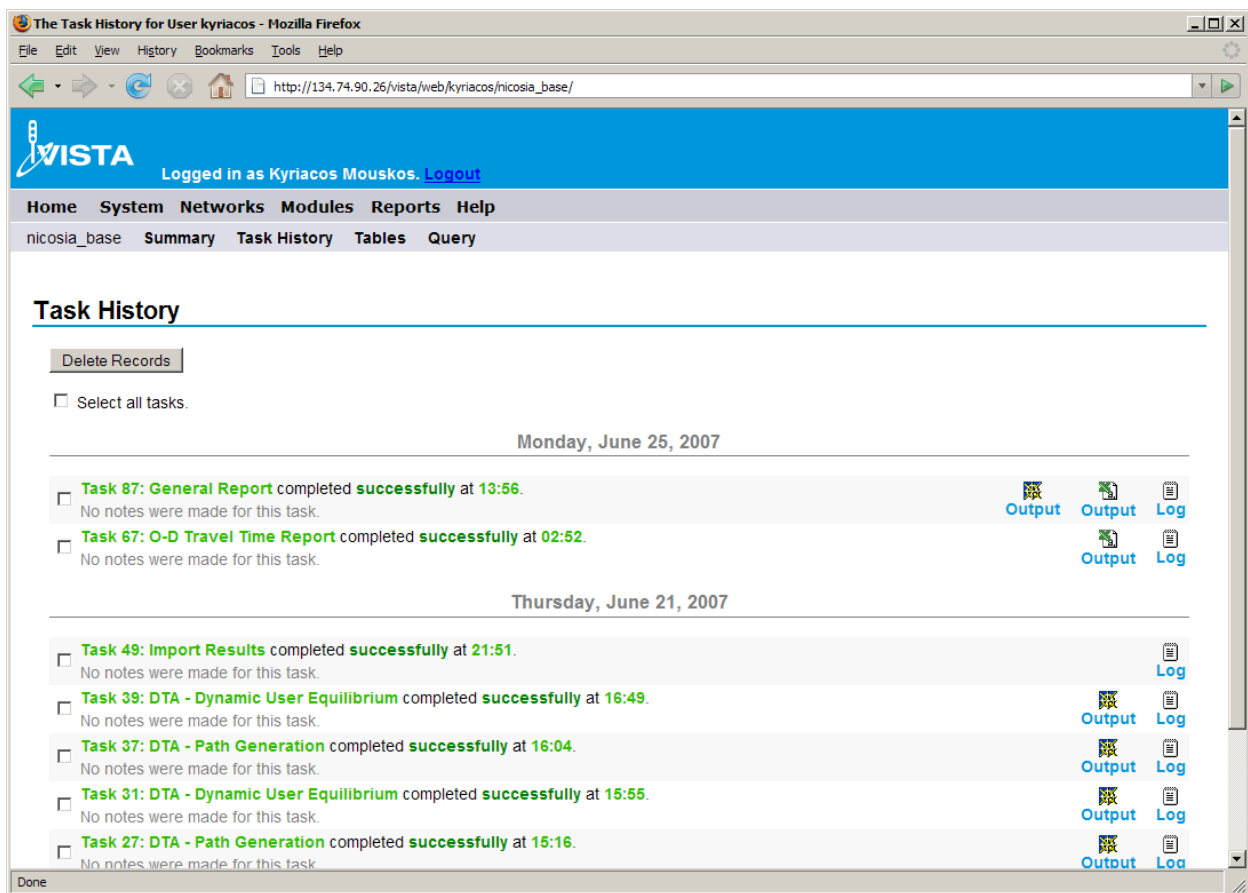 The Task History for User kyriacos - Mozilla Firefox
File Edit View History Bookmarks Tools Help
http://134.74.90.26/vista/web/kyriacos/nicosia_base/
VISTA
Logged in as Kyriacos Mouskos. Logout
Home System Networks Modules Reports Help
nicosia_base Summary Task History Tables Query
Task History
Delete Records
Select all tasks.
Monday, June 25, 2007
Task 87: General Report completed successfully at 13:56.
No notes were made for this task.
Output Output Log
Task 67: O-D Travel Time Report completed successfully at 02:52.
No notes were made for this task.
Output Log
Thursday, June 21, 2007
Task 49: Import Results completed successfully at 21:51.
No notes were made for this task.
Log
Task 39: DTA - Dynamic User Equilibrium completed successfully at 16:49.
No notes were made for this task.
Output Log
Task 37: DTA - Path Generation completed successfully at 16:04.
No notes were made for this task.
Output Log
Task 31: DTA - Dynamic User Equilibrium completed successfully at 15:55.
No notes were made for this task.
Output Log
Task 27: DTA - Path Generation completed successfully at 15:16.
No notes were made for this task.
Output Log
Done